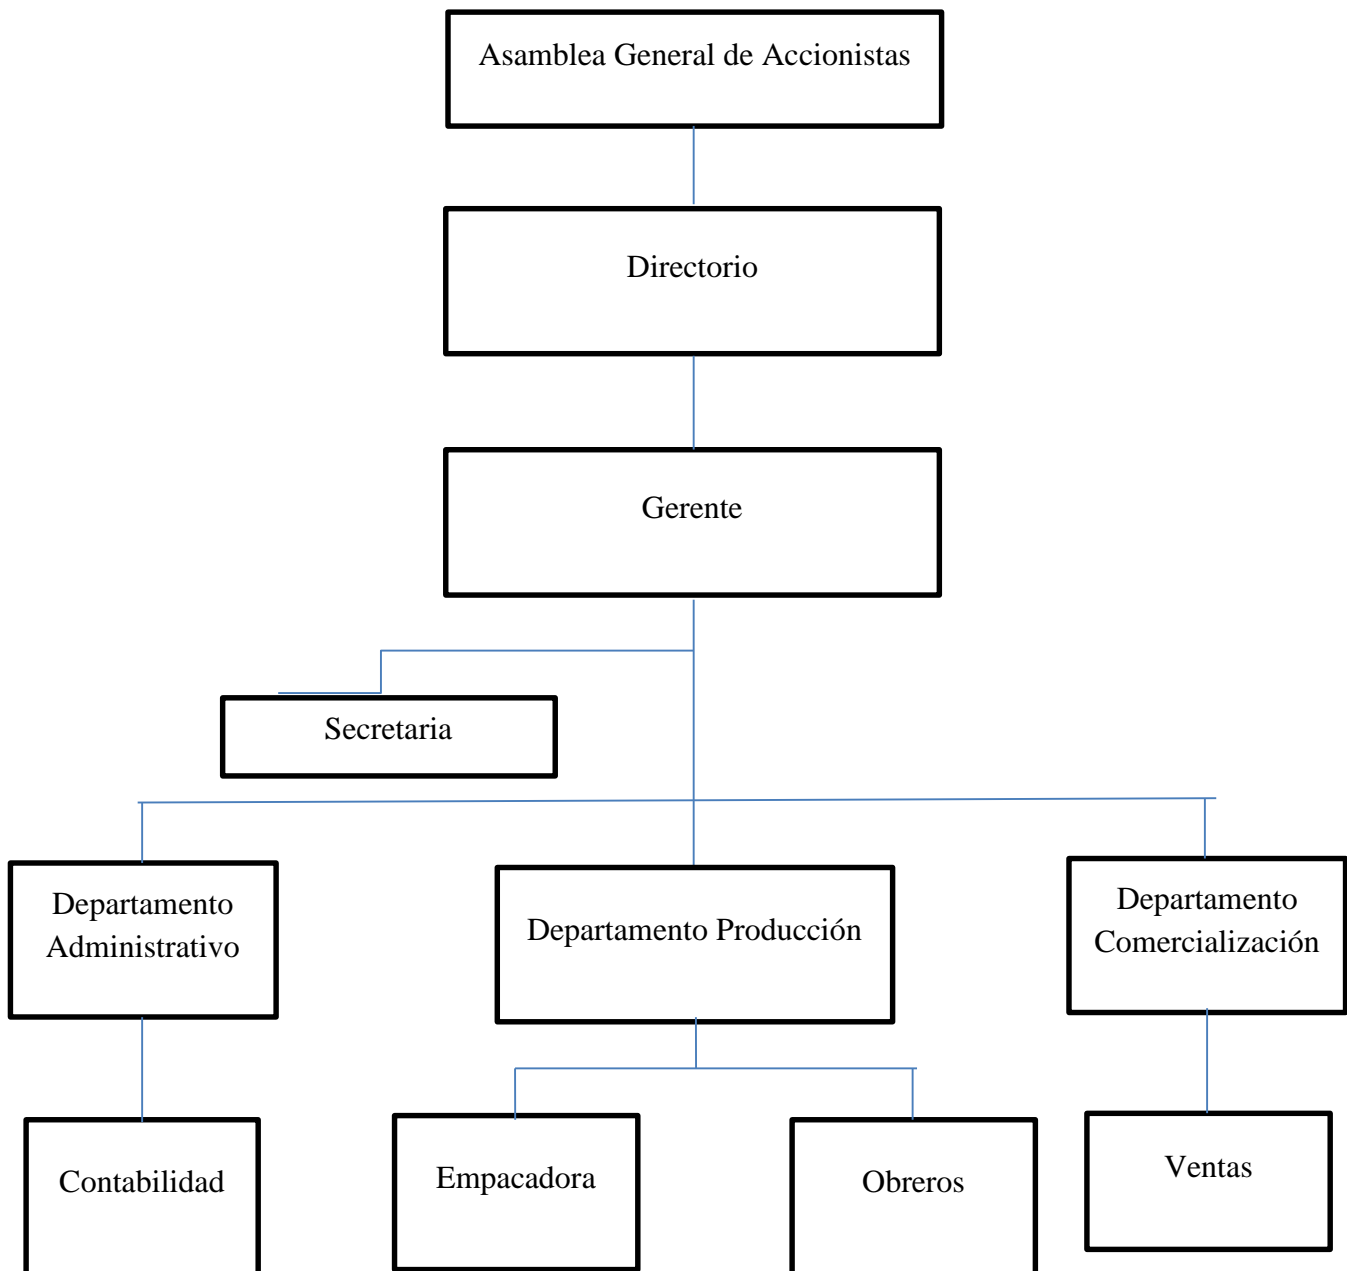 Asamblea General de Accionistas
Directorio
Gerente
Secretaria
Departamento
Administrativo
Departamento Producción
Departamento
Comercialización
Contabilidad
Empacadora
Obreros
Ventas